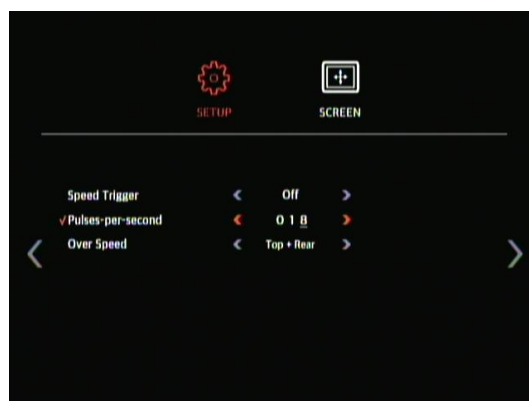 SETUP SCREEN
Speed Trigger < Off >
✓Pulses-per-second < 0 1 8 >
Over Speed < Top + Rear >